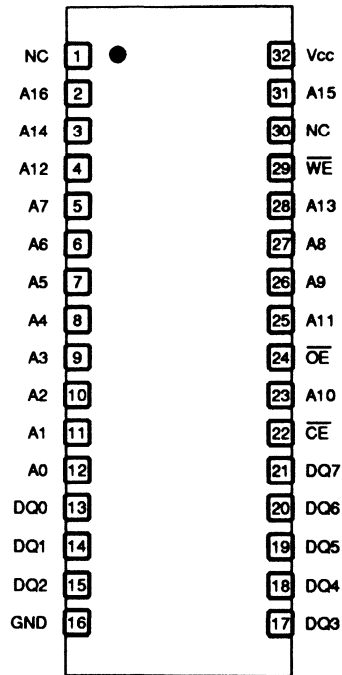 NC 1 32 Vcc
A16 2 31 A15
A14 3 30 NC
A12 4 29 W̅E̅
A7 5 28 A13
A6 6 27 A8
A5 7 26 A9
A4 8 25 A11
A3 9 24 O̅E̅
A2 10 23 A10
A1 11 22 C̅E̅
A0 12 21 DQ7
DQ0 13 20 DQ6
DQ1 14 19 DQ5
DQ2 15 18 DQ4
GND 16 17 DQ3